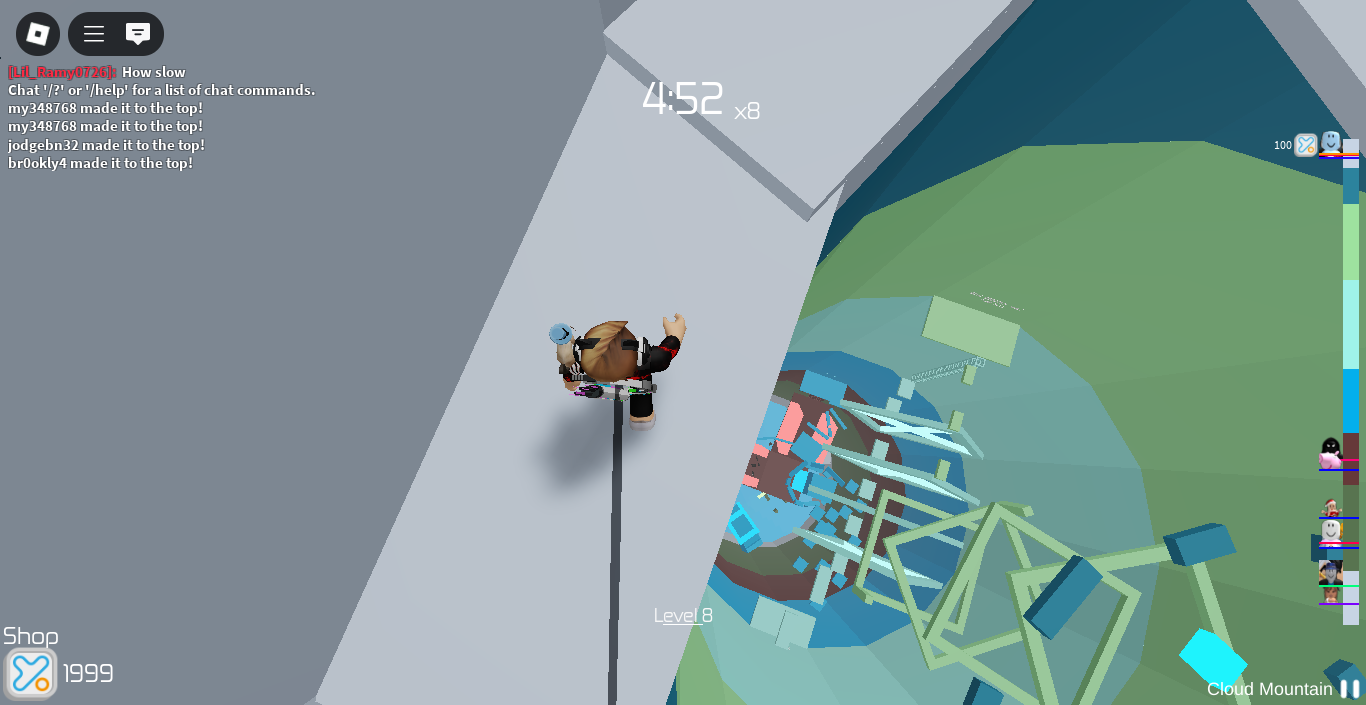 [Lil_Ramy0726]: How slow
Chat '/?' or '/help' for a list of chat commands.
my348768 made it to the top!
my348768 made it to the top!
jodgebn32 made it to the top!
br0okly4 made it to the top!
4:52 x8
100
Level 8
Shop
1999
Cloud Mountain